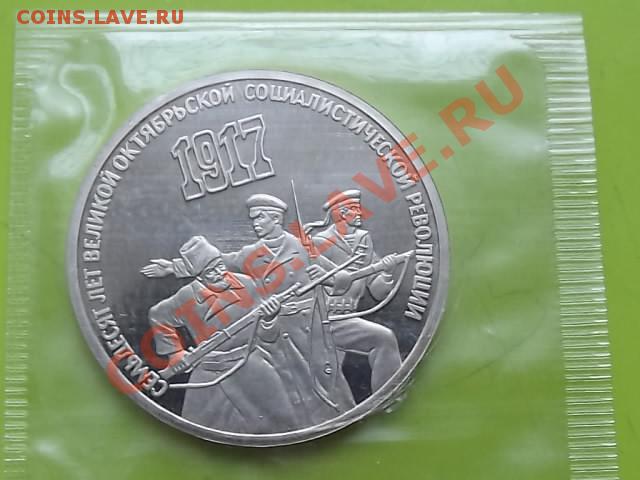 COINS.LAVE.RU
COINS.LAVE.RU
СЕМЬДЕСЯТ ЛЕТ ВЕЛИКОЙ ОКТЯБРЬСКОЙ СОЦИАЛИСТИЧЕСКОЙ РЕВОЛЮЦИИ
1917